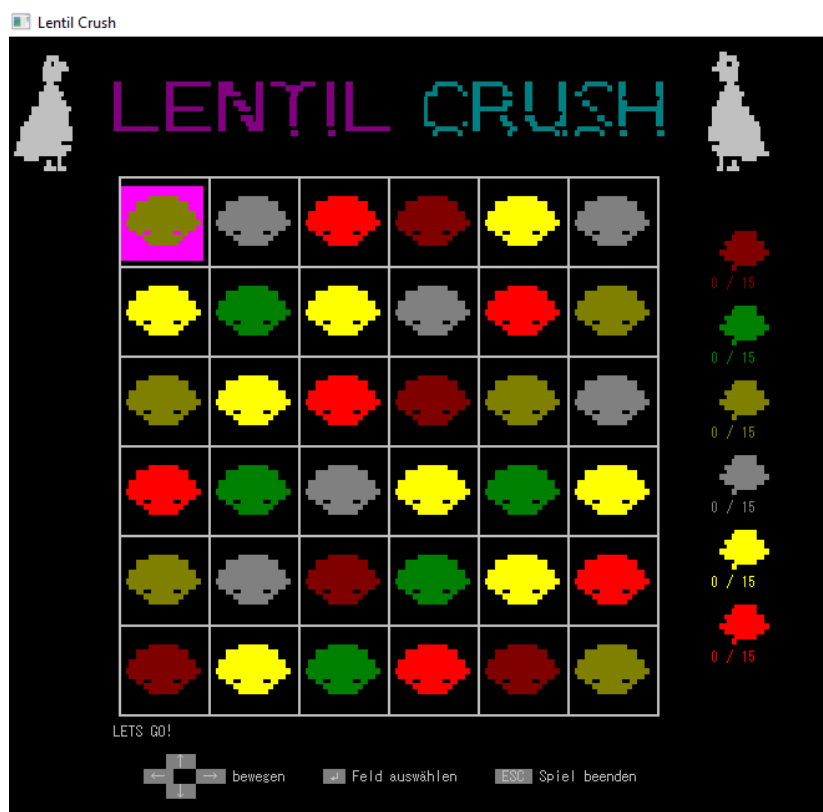 Lentil Crush
LENTIL CRUSH
0 / 15
0 / 15
0 / 15
0 / 15
0 / 15
0 / 15
LETS GO!
↑
← → bewegen ↵ Feld auswählen ESC Spiel beenden
↓